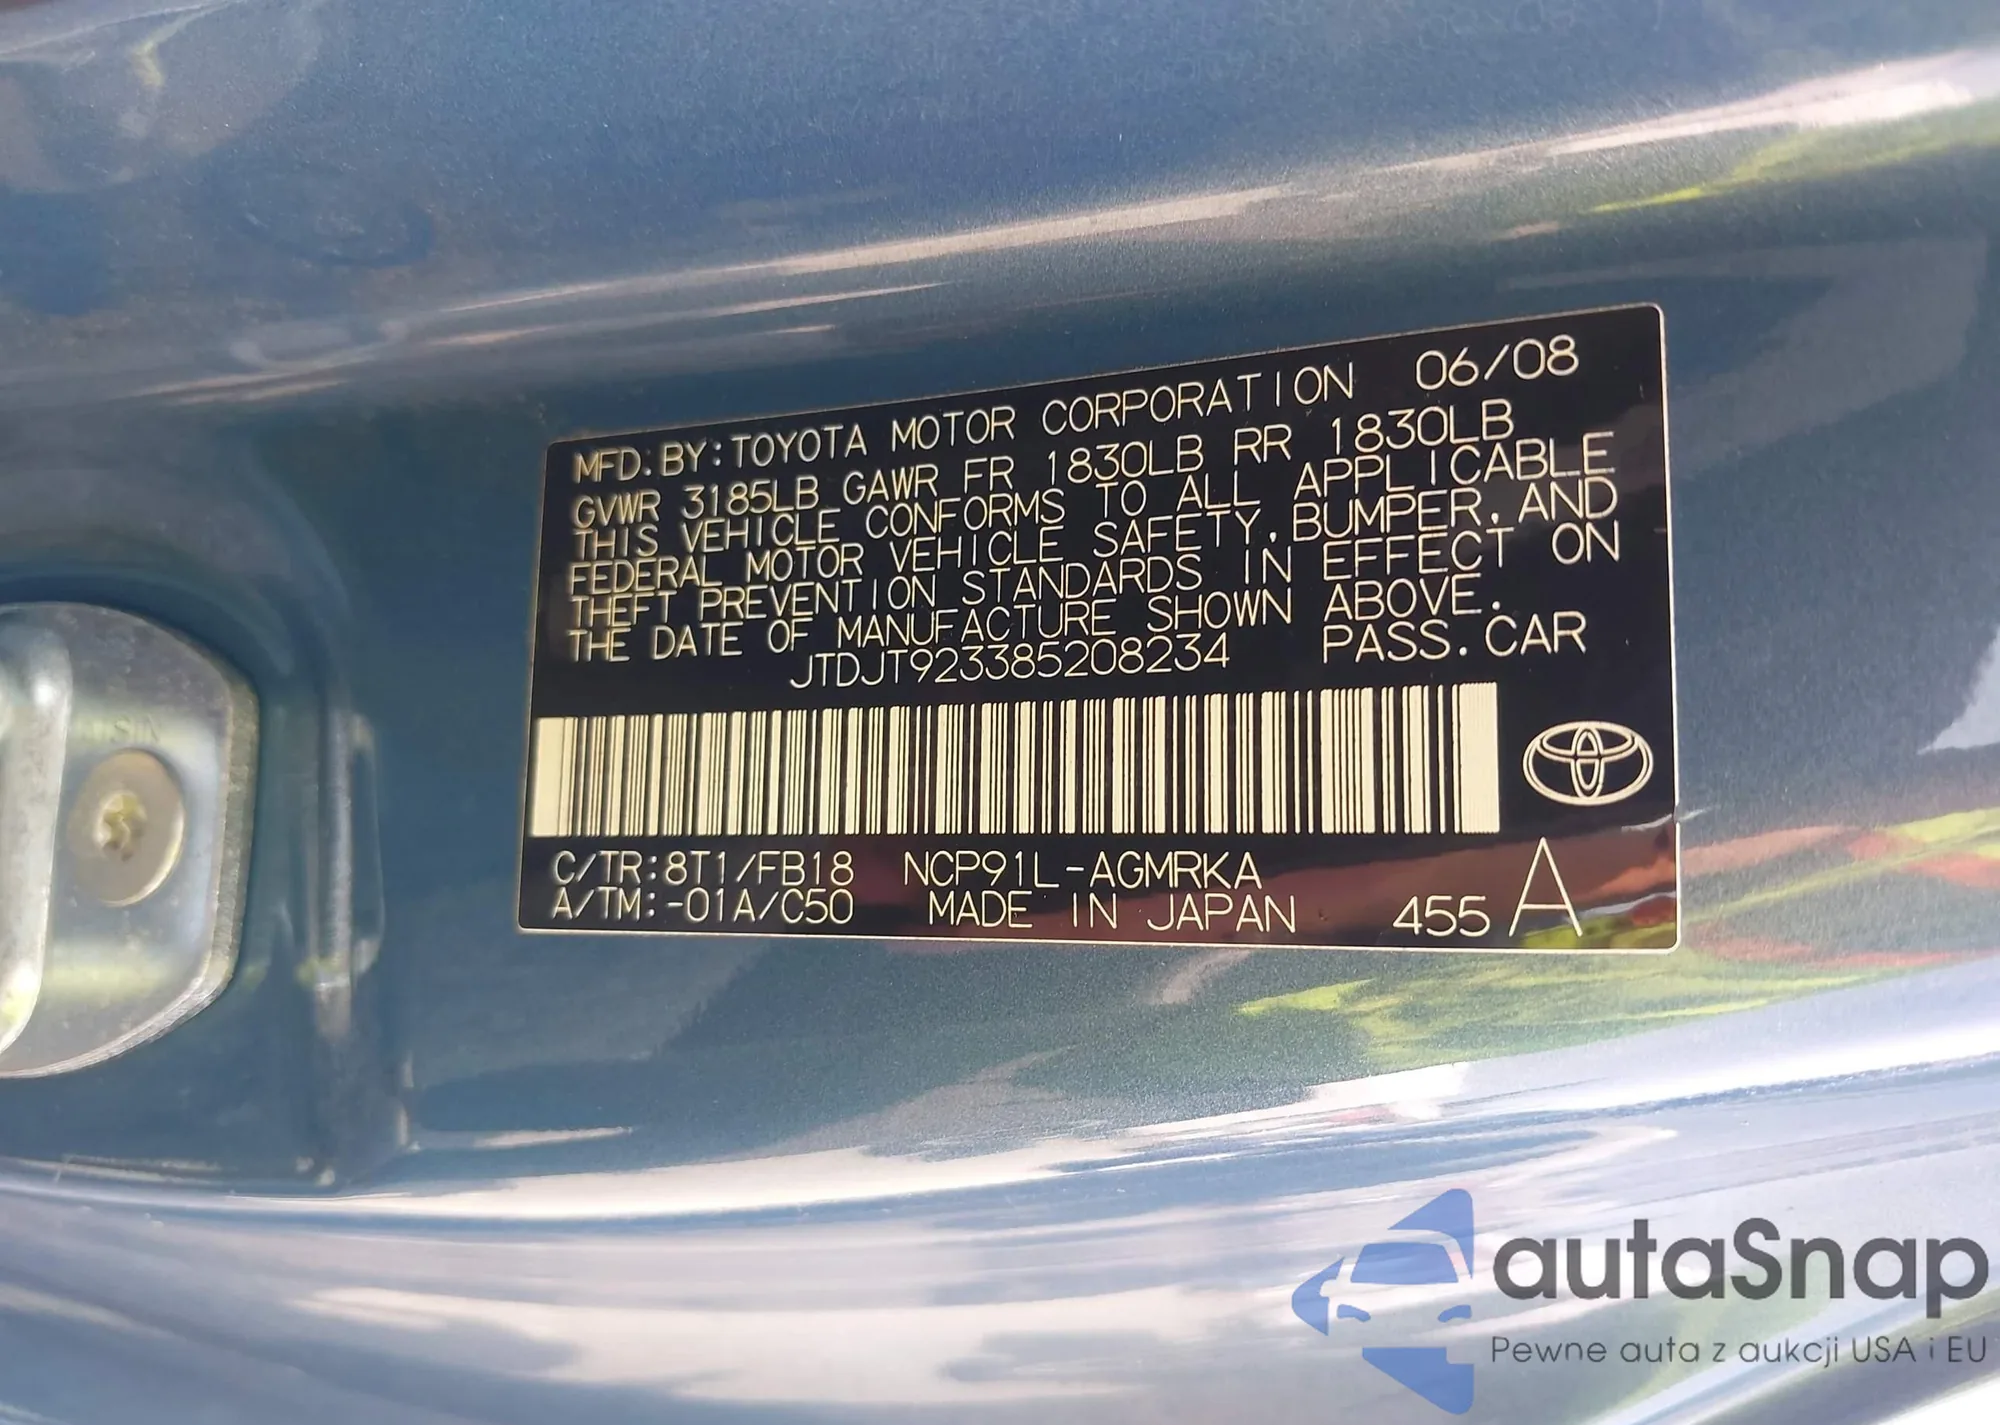 MFD. BY: TOYOTA MOTOR CORPORATION 06/08
GVWR 3185LB GAWR FR 1830LB RR 1830LB
THIS VEHICLE CONFORMS TO ALL APPLICABLE
FEDERAL MOTOR VEHICLE SAFETY, BUMPER, AND
THEFT PREVENTION STANDARDS IN EFFECT ON
THE DATE OF MANUFACTURE SHOWN ABOVE.
JTDJT923385208234 PASS. CAR
C/TR: 8T1/FB18 NCP91L-AGMRKA
A/TM: -01A/C50 MADE IN JAPAN 455 A
autaSnap
Pewne auta z aukcji USA i EU